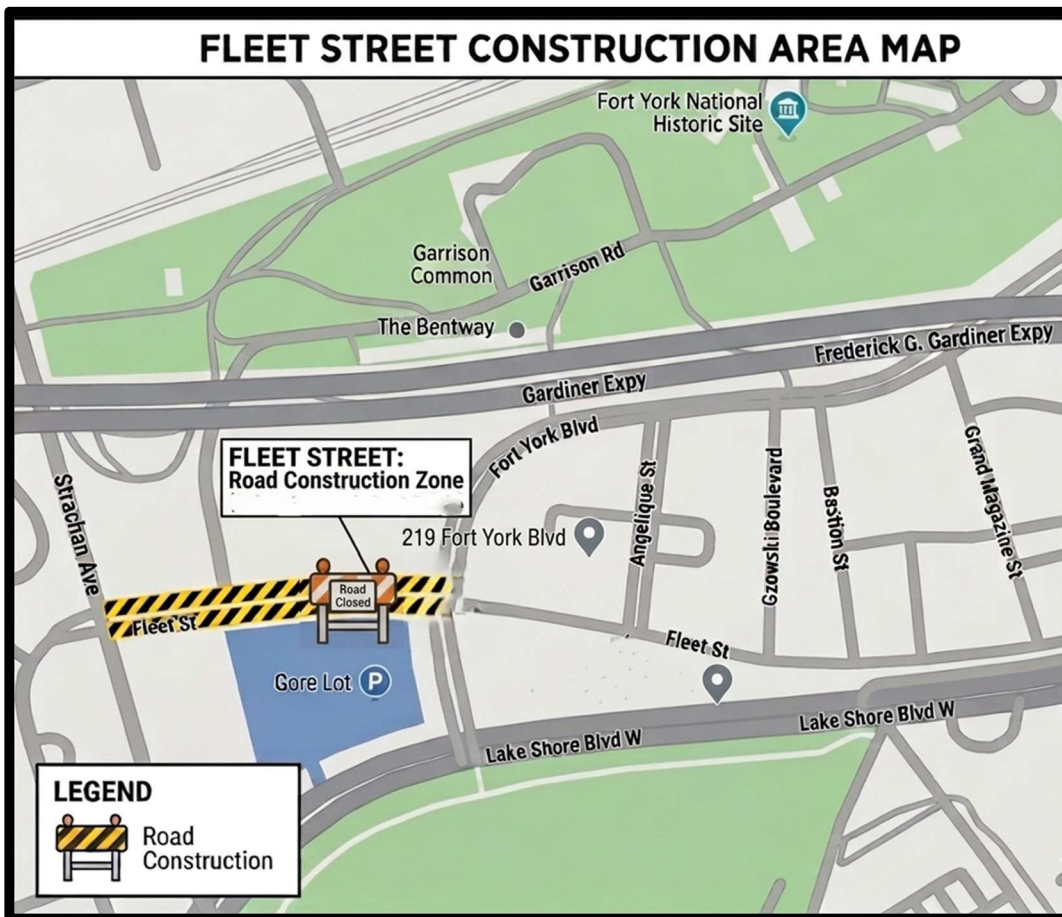 FLEET STREET CONSTRUCTION AREA MAP
Fort York National
Historic Site
Garrison
Common
Garrison Rd
The Bentway
Frederick G. Gardiner Expy
Gardiner Expy
Fort York Blvd
FLEET STREET:
Road Construction Zone
Strachan Ave
219 Fort York Blvd
Angelique St
Gzowski Boulevard
Bastion St
Grand Magazine St
Road
Closed
Fleet St
Fleet St
Gore Lot P
Lake Shore Blvd W
Lake Shore Blvd W
LEGEND
Road
Construction